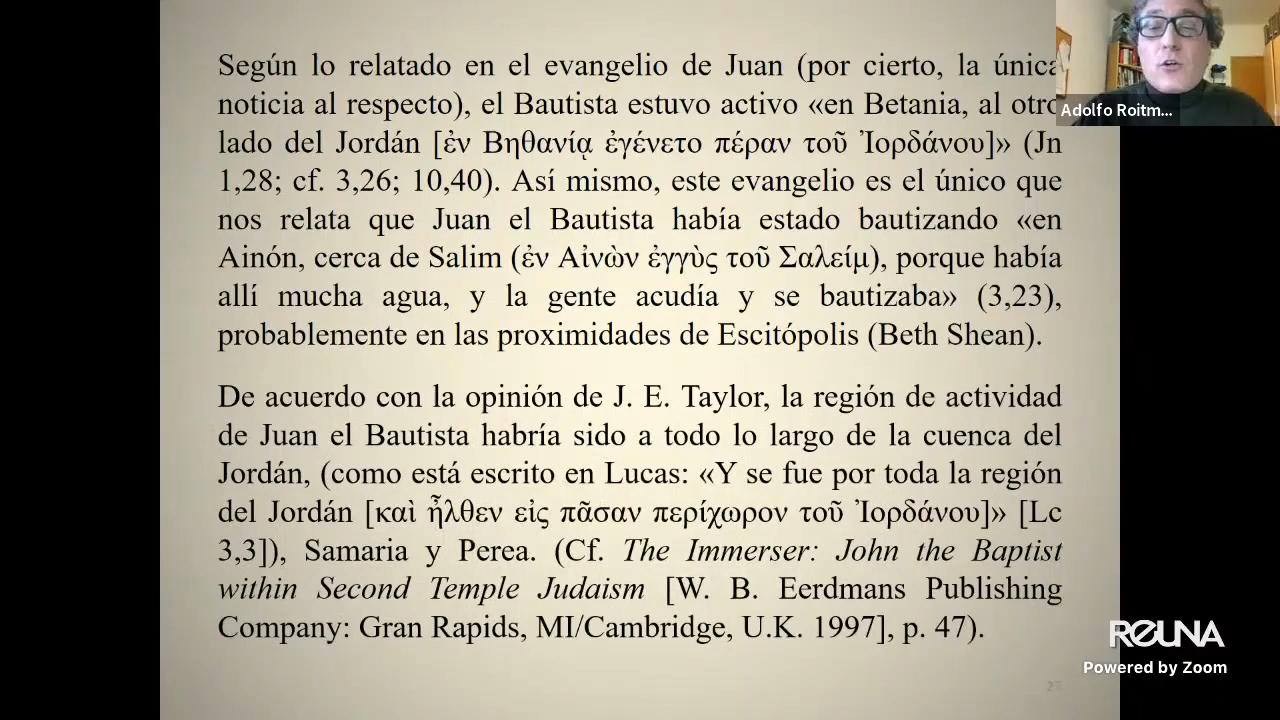 Según lo relatado en el evangelio de Juan (por cierto, la única
noticia al respecto), el Bautista estuvo activo «en Betania, al otro
lado del Jordán [ἐν Βηθανίᾳ ἐγένετο πέραν τοῦ Ἰορδάνου]» (Jn
1,28; cf. 3,26; 10,40). Así mismo, este evangelio es el único que
nos relata que Juan el Bautista había estado bautizando «en
Ainón, cerca de Salim (ἐν Αἰνὼν ἐγγὺς τοῦ Σαλείμ), porque había
allí mucha agua, y la gente acudía y se bautizaba» (3,23),
probablemente en las proximidades de Escitópolis (Beth Shean).
De acuerdo con la opinión de J. E. Taylor, la región de actividad
de Juan el Bautista habría sido a todo lo largo de la cuenca del
Jordán, (como está escrito en Lucas: «Y se fue por toda la región
del Jordán [καὶ ἦλθεν εἰς πᾶσαν περίχωρον τοῦ Ἰορδάνου]» [Lc
3,3]), Samaria y Perea. (Cf. The Immerser: John the Baptist
within Second Temple Judaism [W. B. Eerdmans Publishing
Company: Gran Rapids, MI/Cambridge, U.K. 1997], p. 47).
Adolfo Roitm...
REUNA
Powered by Zoom